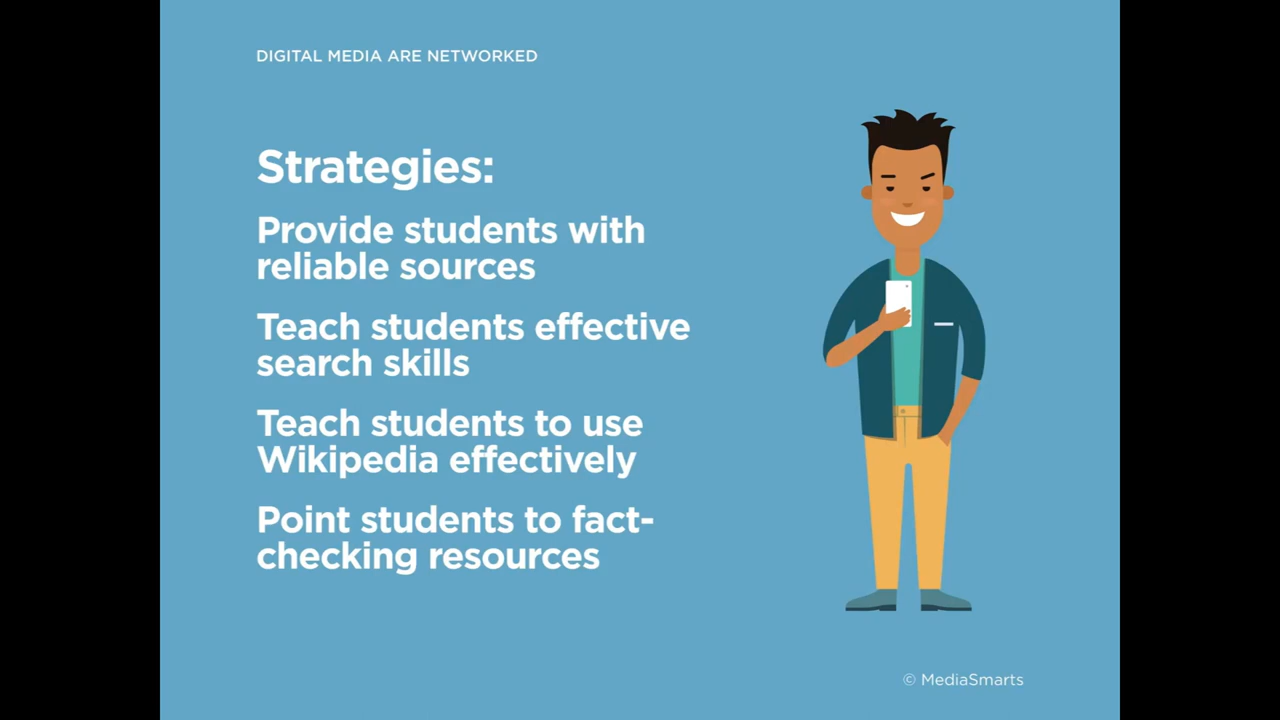 DIGITAL MEDIA ARE NETWORKED
Strategies:
Provide students with
reliable sources
Teach students effective
search skills
Teach students to use
Wikipedia effectively
Point students to fact-
checking resources
© MediaSmarts